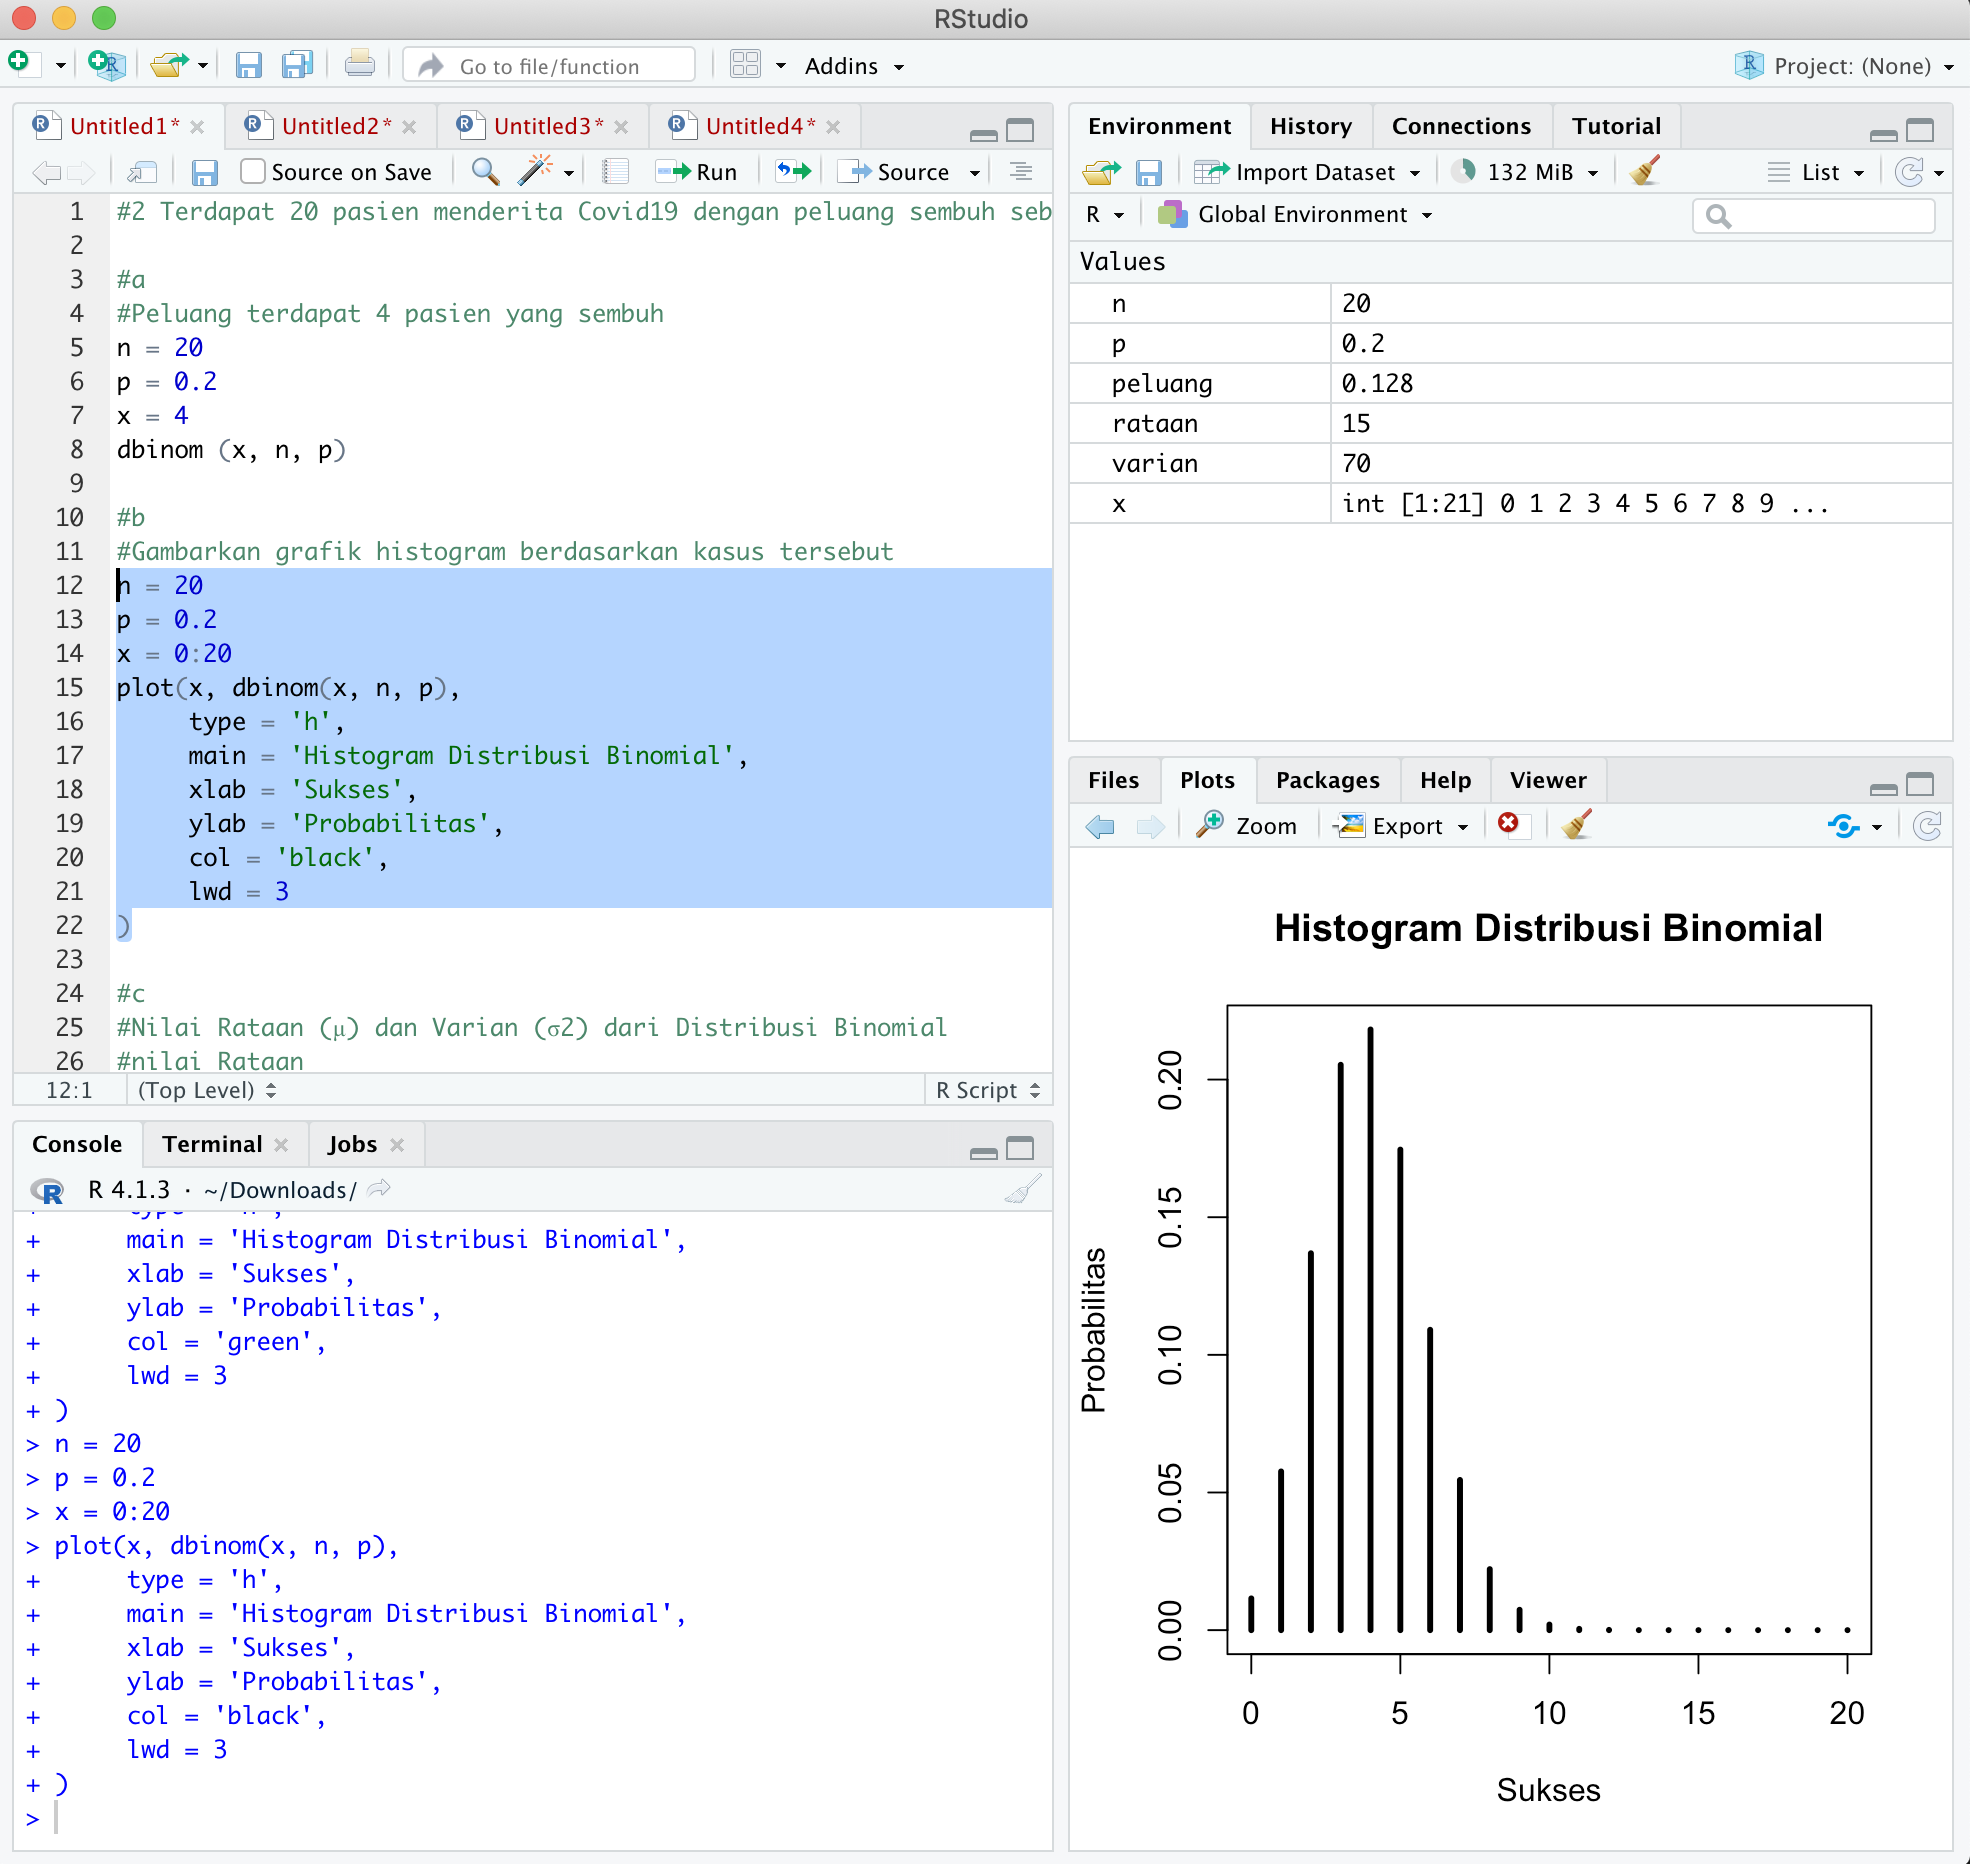 RStudio
Go to file/function
Addins
Project: (None)
Untitled1*
Untitled2*
Untitled3*
Untitled4*
Source on Save
Run
Source
1 #2 Terdapat 20 pasien menderita Covid19 dengan peluang sembuh seb
2
3 #a
4 #Peluang terdapat 4 pasien yang sembuh
5 n = 20
6 p = 0.2
7 x = 4
8 dbinom (x, n, p)
9
10 #b
11 #Gambarkan grafik histogram berdasarkan kasus tersebut
12 n = 20
13 p = 0.2
14 x = 0:20
15 plot(x, dbinom(x, n, p),
16 type = 'h',
17 main = 'Histogram Distribusi Binomial',
18 xlab = 'Sukses',
19 ylab = 'Probabilitas',
20 col = 'black',
21 lwd = 3
22 )
23
24 #c
25 #Nilai Rataan (μ) dan Varian (σ2) dari Distribusi Binomial
26 #nilai Rataan
12:1 (Top Level) R Script
Console Terminal Jobs
R 4.1.3 · ~/Downloads/
+ type = 'h',
+ main = 'Histogram Distribusi Binomial',
+ xlab = 'Sukses',
+ ylab = 'Probabilitas',
+ col = 'green',
+ lwd = 3
+ )
> n = 20
> p = 0.2
> x = 0:20
> plot(x, dbinom(x, n, p),
+ type = 'h',
+ main = 'Histogram Distribusi Binomial',
+ xlab = 'Sukses',
+ ylab = 'Probabilitas',
+ col = 'black',
+ lwd = 3
+ )
>
Environment History Connections Tutorial
Import Dataset 132 MiB List
R Global Environment
Values
n 20
p 0.2
peluang 0.128
rataan 15
varian 70
x int [1:21] 0 1 2 3 4 5 6 7 8 9 ...
Files Plots Packages Help Viewer
Zoom Export
Histogram Distribusi Binomial
Probabilitas
0.20
0.15
0.10
0.05
0.00
0 5 10 15 20
Sukses